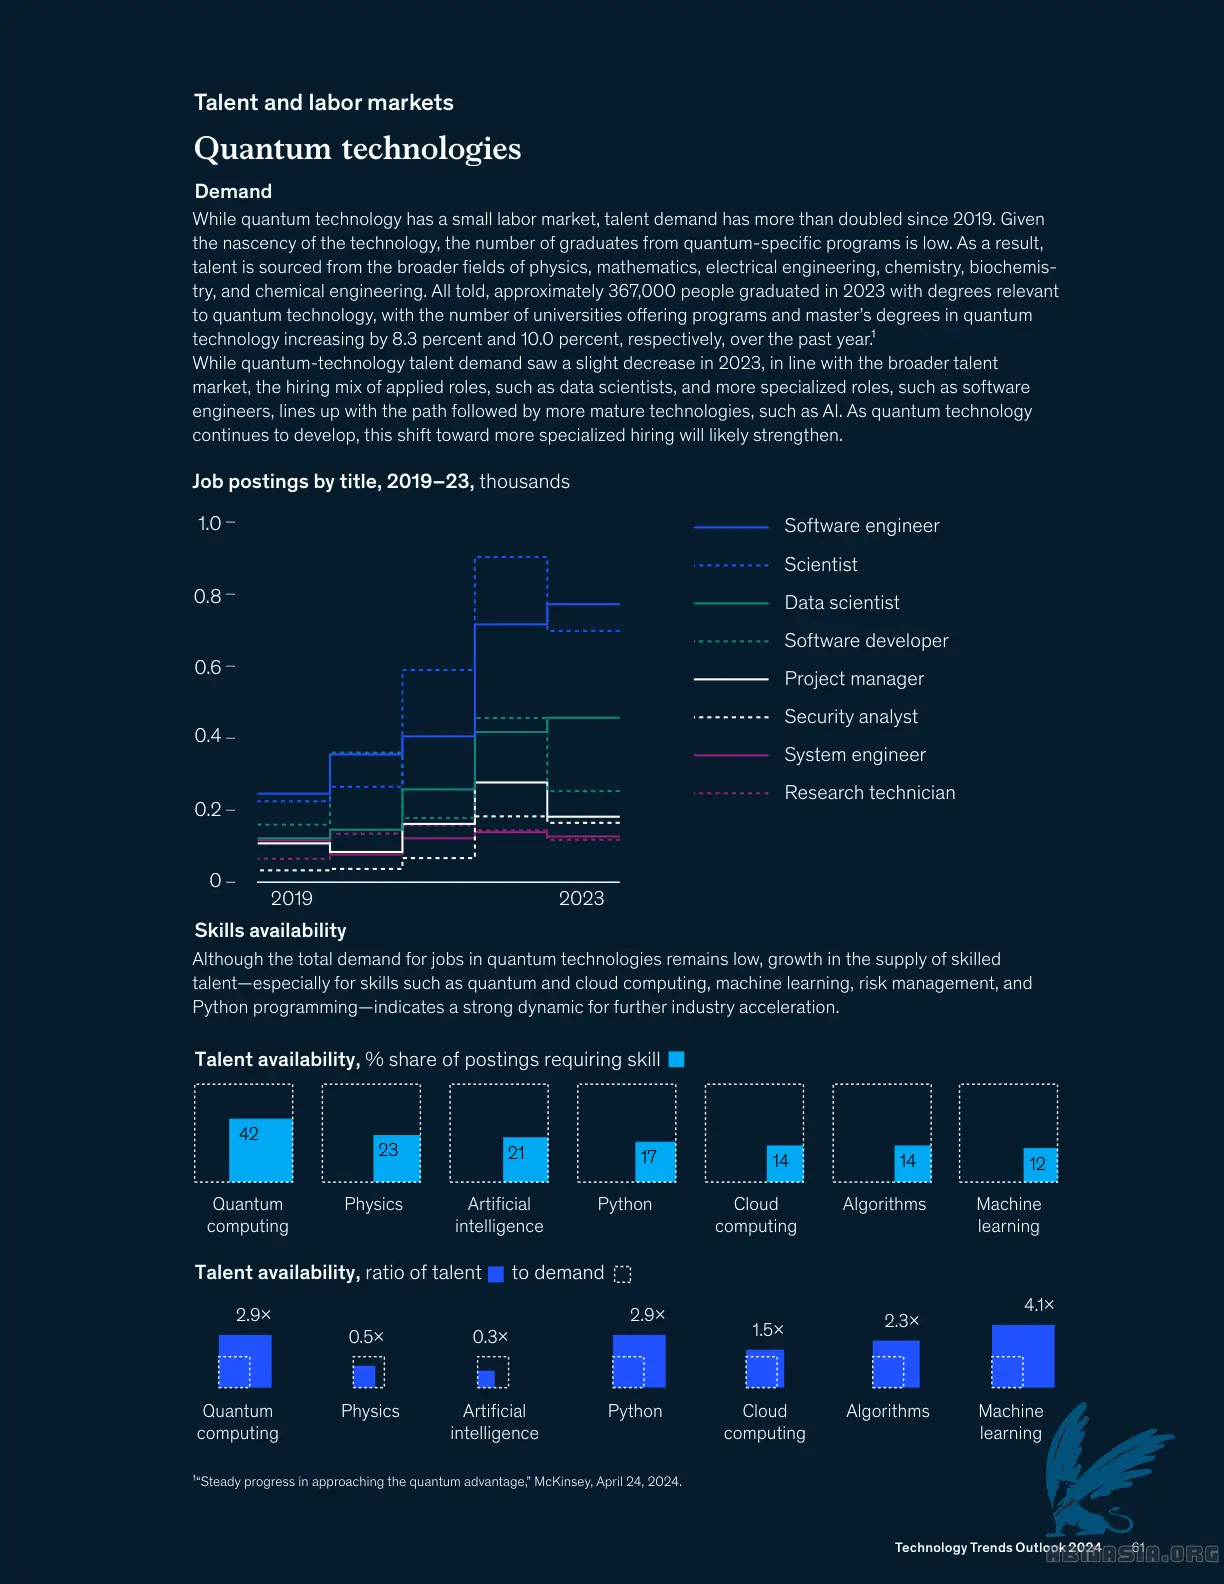 Talent and labor markets
Quantum technologies
Demand
While quantum technology has a small labor market, talent demand has more than doubled since 2019. Given
the nascency of the technology, the number of graduates from quantum-specific programs is low. As a result,
talent is sourced from the broader fields of physics, mathematics, electrical engineering, chemistry, biochemis-
try, and chemical engineering. All told, approximately 367,000 people graduated in 2023 with degrees relevant
to quantum technology, with the number of universities offering programs and master's degrees in quantum
technology increasing by 8.3 percent and 10.0 percent, respectively, over the past year.¹
While quantum-technology talent demand saw a slight decrease in 2023, in line with the broader talent
market, the hiring mix of applied roles, such as data scientists, and more specialized roles, such as software
engineers, lines up with the path followed by more mature technologies, such as AI. As quantum technology
continues to develop, this shift toward more specialized hiring will likely strengthen.
Job postings by title, 2019–23, thousands
1.0
0.8
0.6
0.4
0.2
0
2019 2023
Software engineer
Scientist
Data scientist
Software developer
Project manager
Security analyst
System engineer
Research technician
Skills availability
Although the total demand for jobs in quantum technologies remains low, growth in the supply of skilled
talent—especially for skills such as quantum and cloud computing, machine learning, risk management, and
Python programming—indicates a strong dynamic for further industry acceleration.
Talent availability, % share of postings requiring skill
42 23 21 17 14 14 12
Quantum computing Physics Artificial intelligence Python Cloud computing Algorithms Machine learning
Talent availability, ratio of talent to demand
2.9× 0.5× 0.3× 2.9× 1.5× 2.3× 4.1×
Quantum computing Physics Artificial intelligence Python Cloud computing Algorithms Machine learning
¹"Steady progress in approaching the quantum advantage," McKinsey, April 24, 2024.
Technology Trends Outlook 2024 61
ABMASIA.ORG